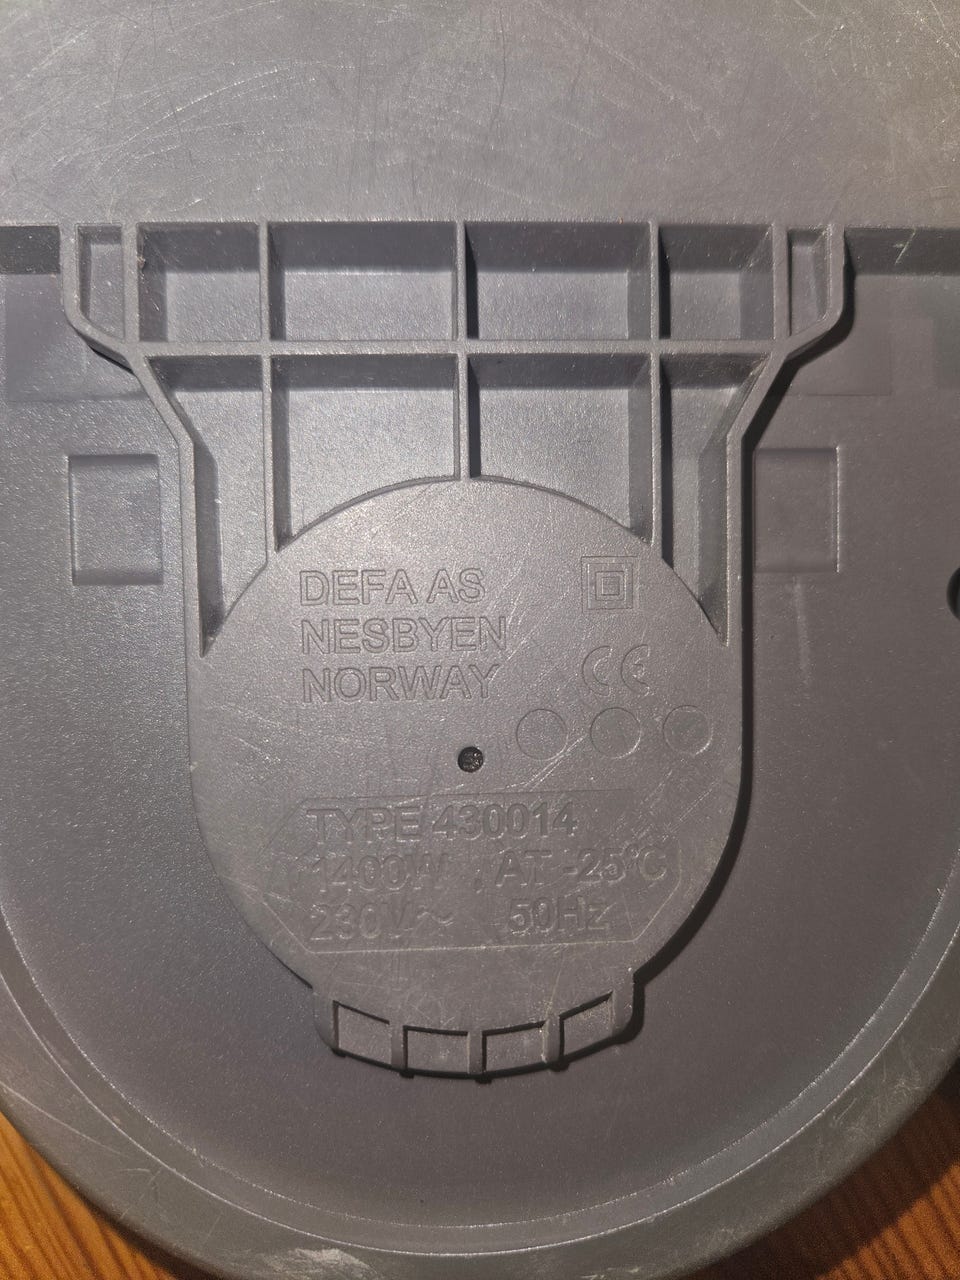 DEFA AS
NESBYEN
NORWAY
CE
TYPE 430014
1400W AT -25°C
230V~ 50Hz